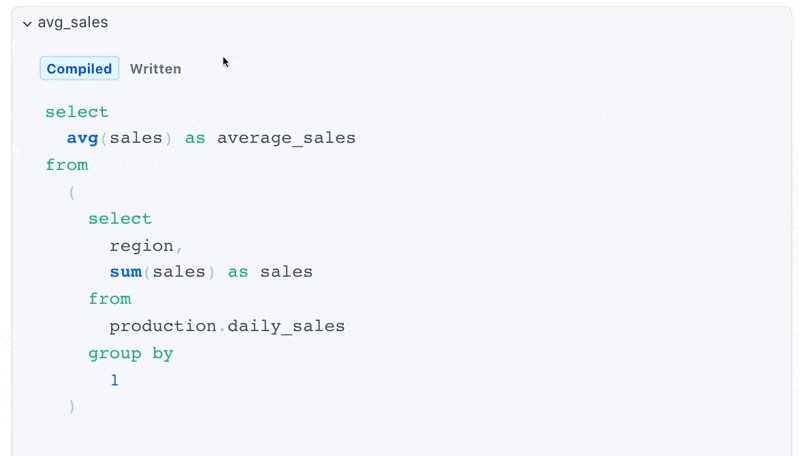 avg_sales
Compiled Written
select
avg(sales) as average_sales
from
(
select
region,
sum(sales) as sales
from
production.daily_sales
group by
1
)